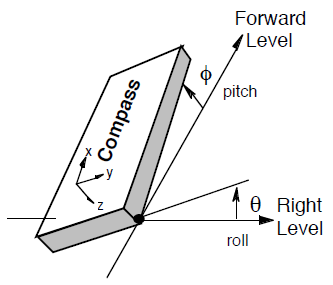 Forward
Level
ϕ
pitch
Compass
x
y
z
θ
Right
Level
roll